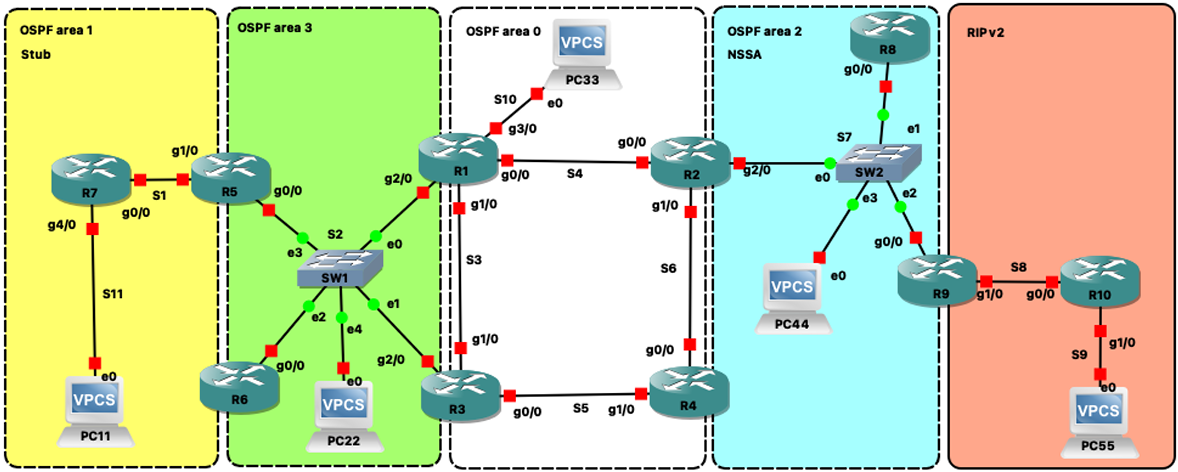 OSPF area 1
Stub
OSPF area 3
OSPF area 0
OSPF area 2
NSSA
RIPv2
VPCS
PC33
S10
e0
g3/0
R8
g0/0
S7
e1
g1/0
R7
S1
g0/0
R5
g0/0
g4/0
S2
e3
e0
SW1
g2/0
R1
g0/0
g1/0
S4
g0/0
R2
g2/0
g1/0
e0
SW2
e3
e2
g0/0
S11
S3
S6
e2
e4
e1
g0/0
R6
e0
VPCS
PC22
g2/0
g1/0
R3
g0/0
S5
g1/0
g0/0
R4
e0
VPCS
PC44
R9
g1/0
S8
g0/0
R10
g1/0
S9
e0
VPCS
PC55
e0
VPCS
PC11